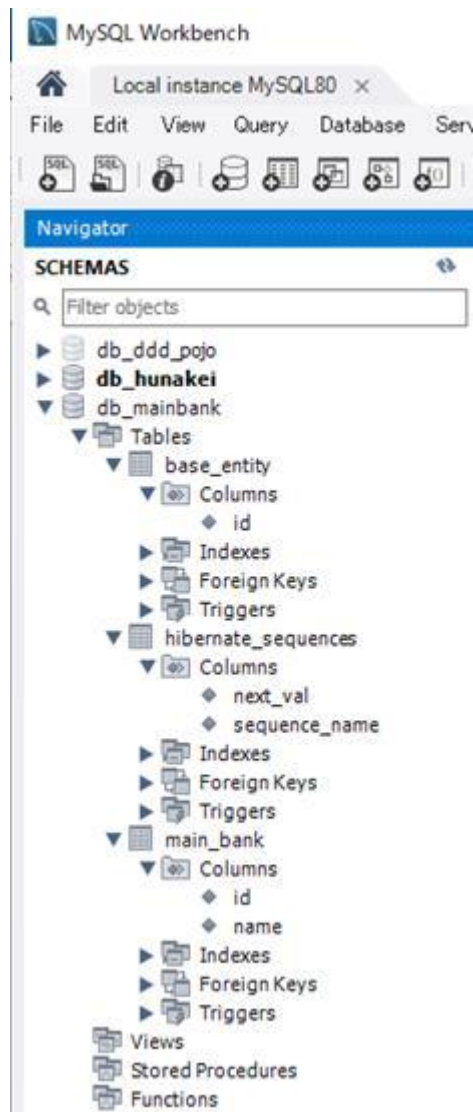 MySQL Workbench
Local instance MySQL80 ×
File Edit View Query Database Serv
SQL SQL
Navigator
SCHEMAS
Filter objects
db_ddd_pojo
db_hunakei
db_mainbank
Tables
base_entity
Columns
id
Indexes
Foreign Keys
Triggers
hibernate_sequences
Columns
next_val
sequence_name
Indexes
Foreign Keys
Triggers
main_bank
Columns
id
name
Indexes
Foreign Keys
Triggers
Views
Stored Procedures
Functions